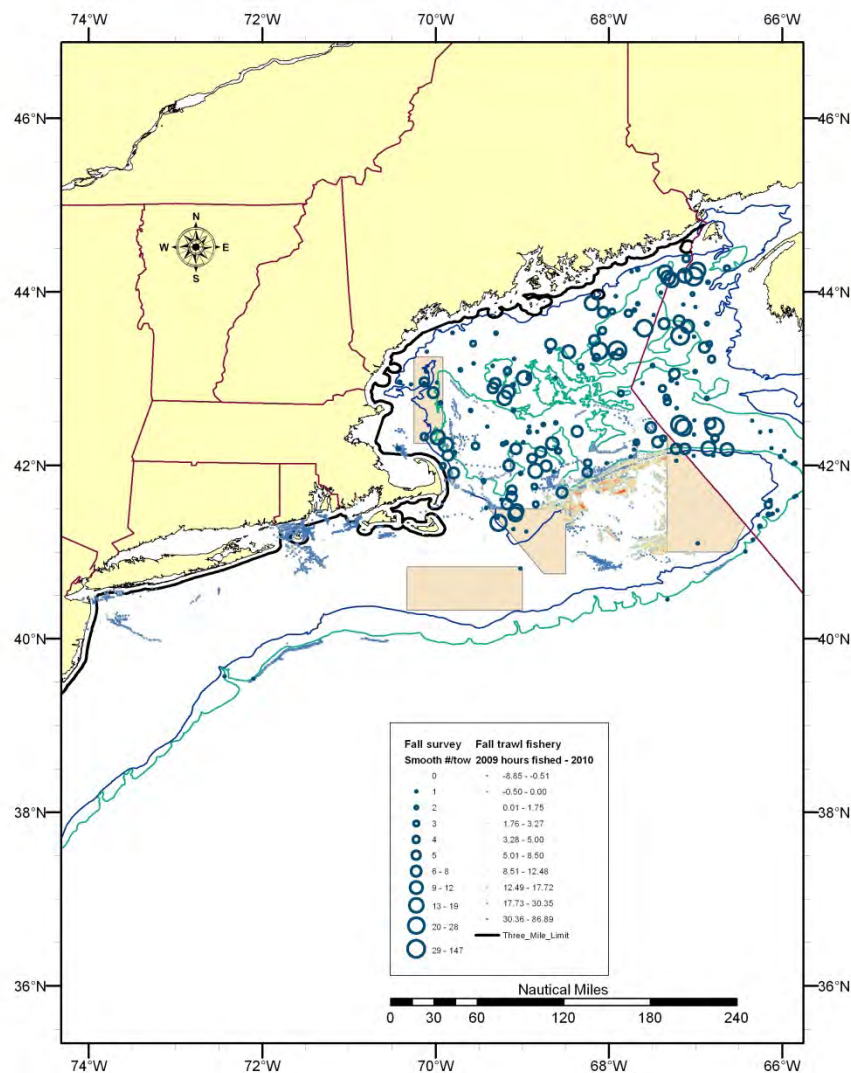 74°W 72°W 70°W 68°W 66°W
46°N 46°N
N
W E
S
44°N 44°N
42°N 42°N
40°N 40°N
38°N 38°N
36°N 36°N
Fall survey Fall trawl fishery
Smooth #/tow 2009 hours fished - 2010
0 -8.85 - -0.51
1 -0.50 - 0.00
2 0.01 - 1.75
3 1.76 - 3.27
4 3.28 - 5.00
5 5.01 - 8.50
6 - 8 8.51 - 12.48
9 - 12 12.49 - 17.72
13 - 19 17.73 - 30.35
20 - 28 30.36 - 86.89
29 - 147 Three_Mile_Limit
Nautical Miles
0 15 30 45 60 120 180 240
74°W 72°W 70°W 68°W 66°W